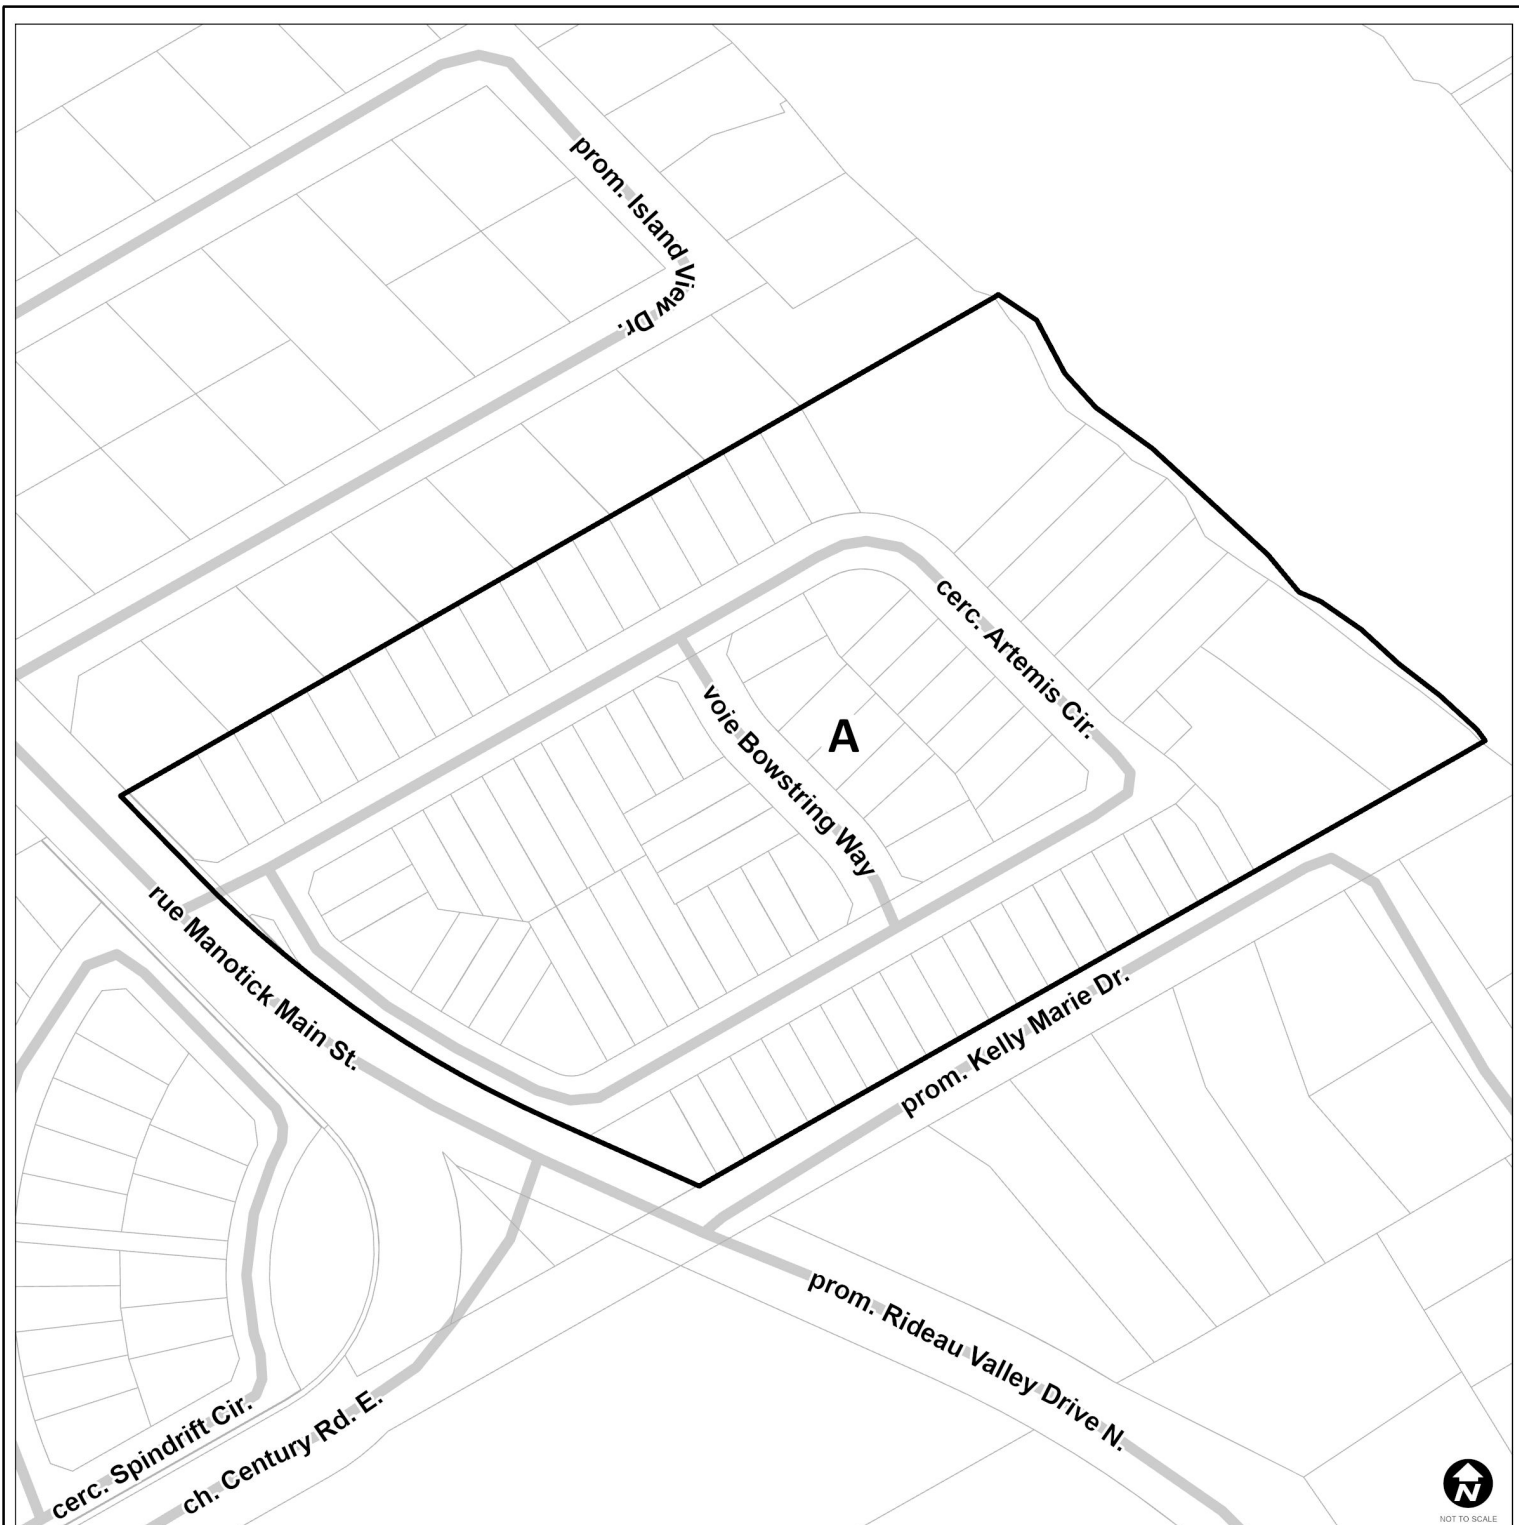 prom. Island View Dr.
cerc. Artemis Cir.
voie Bowstring Way
A
rue Manotick Main St.
prom. Kelly Marie Dr.
prom. Rideau Valley Drive N.
cerc. Spindrift Cir.
ch. Century Rd. E.
N
NOT TO SCALE